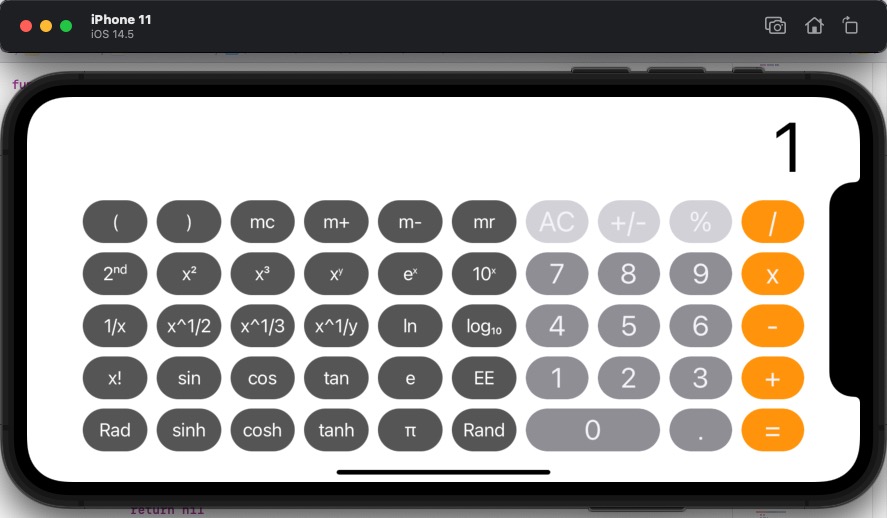 iPhone 11
iOS 14.5
1
( ) mc m+ m- mr AC +/- % /
2ⁿᵈ x² x³ xʸ eˣ 10ˣ 7 8 9 x
1/x x^1/2 x^1/3 x^1/y ln log₁₀ 4 5 6 -
x! sin cos tan e EE 1 2 3 +
Rad sinh cosh tanh π Rand 0 . =
return nil